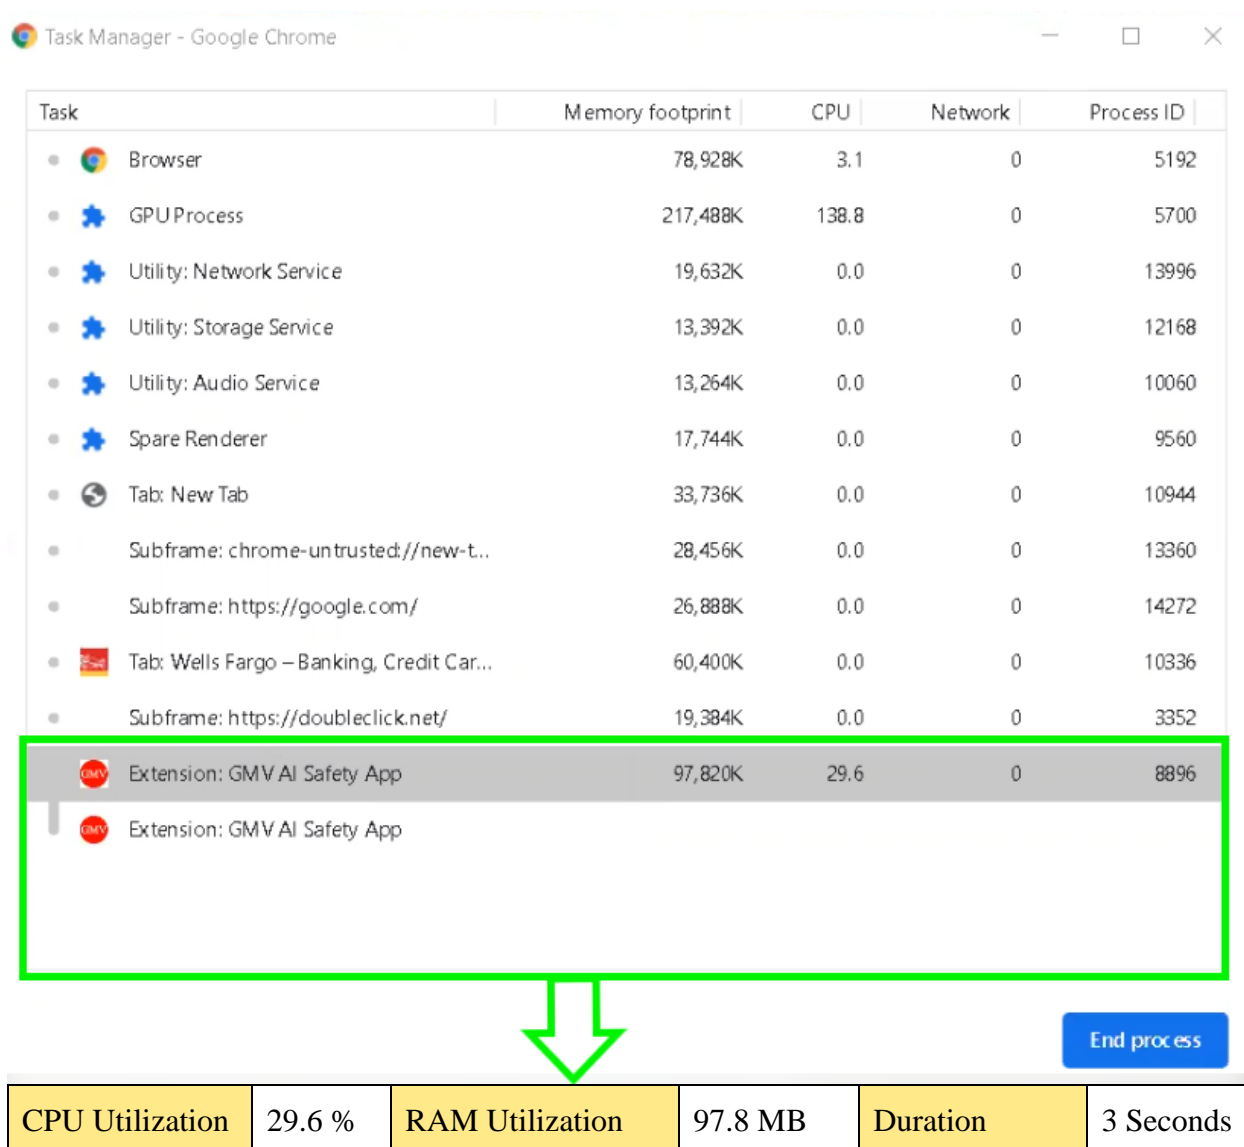 Task Manager - Google Chrome
Task Memory footprint CPU Network Process ID
Browser 78,928K 3.1 0 5192
GPU Process 217,488K 138.8 0 5700
Utility: Network Service 19,632K 0.0 0 13996
Utility: Storage Service 13,392K 0.0 0 12168
Utility: Audio Service 13,264K 0.0 0 10060
Spare Renderer 17,744K 0.0 0 9560
Tab: New Tab 33,736K 0.0 0 10944
Subframe: chrome-untrusted://new-t... 28,456K 0.0 0 13360
Subframe: https://google.com/ 26,888K 0.0 0 14272
Tab: Wells Fargo – Banking, Credit Car... 60,400K 0.0 0 10336
Subframe: https://doubleclick.net/ 19,384K 0.0 0 3352
GMV Extension: GMV AI Safety App 97,820K 29.6 0 8896
GMV Extension: GMV AI Safety App
End process
CPU Utilization 29.6 % RAM Utilization 97.8 MB Duration 3 Seconds